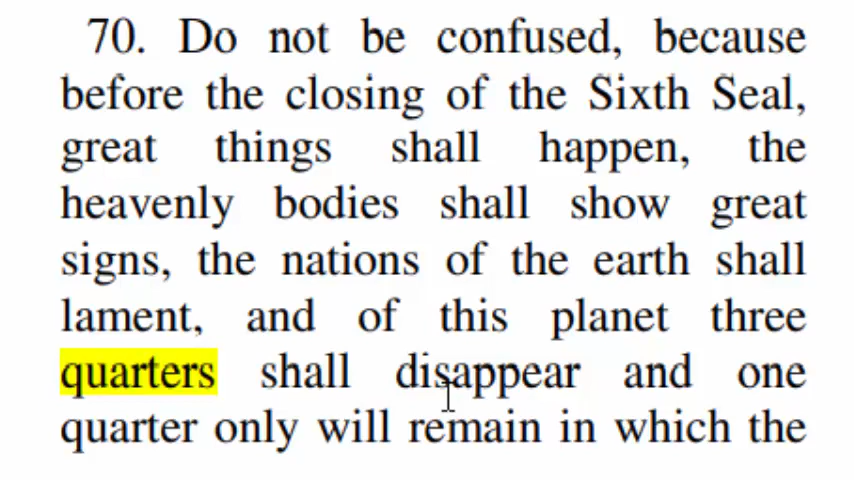 70. Do not be confused, because
before the closing of the Sixth Seal,
great things shall happen, the
heavenly bodies shall show great
signs, the nations of the earth shall
lament, and of this planet three
quarters shall disappear and one
quarter only will remain in which the